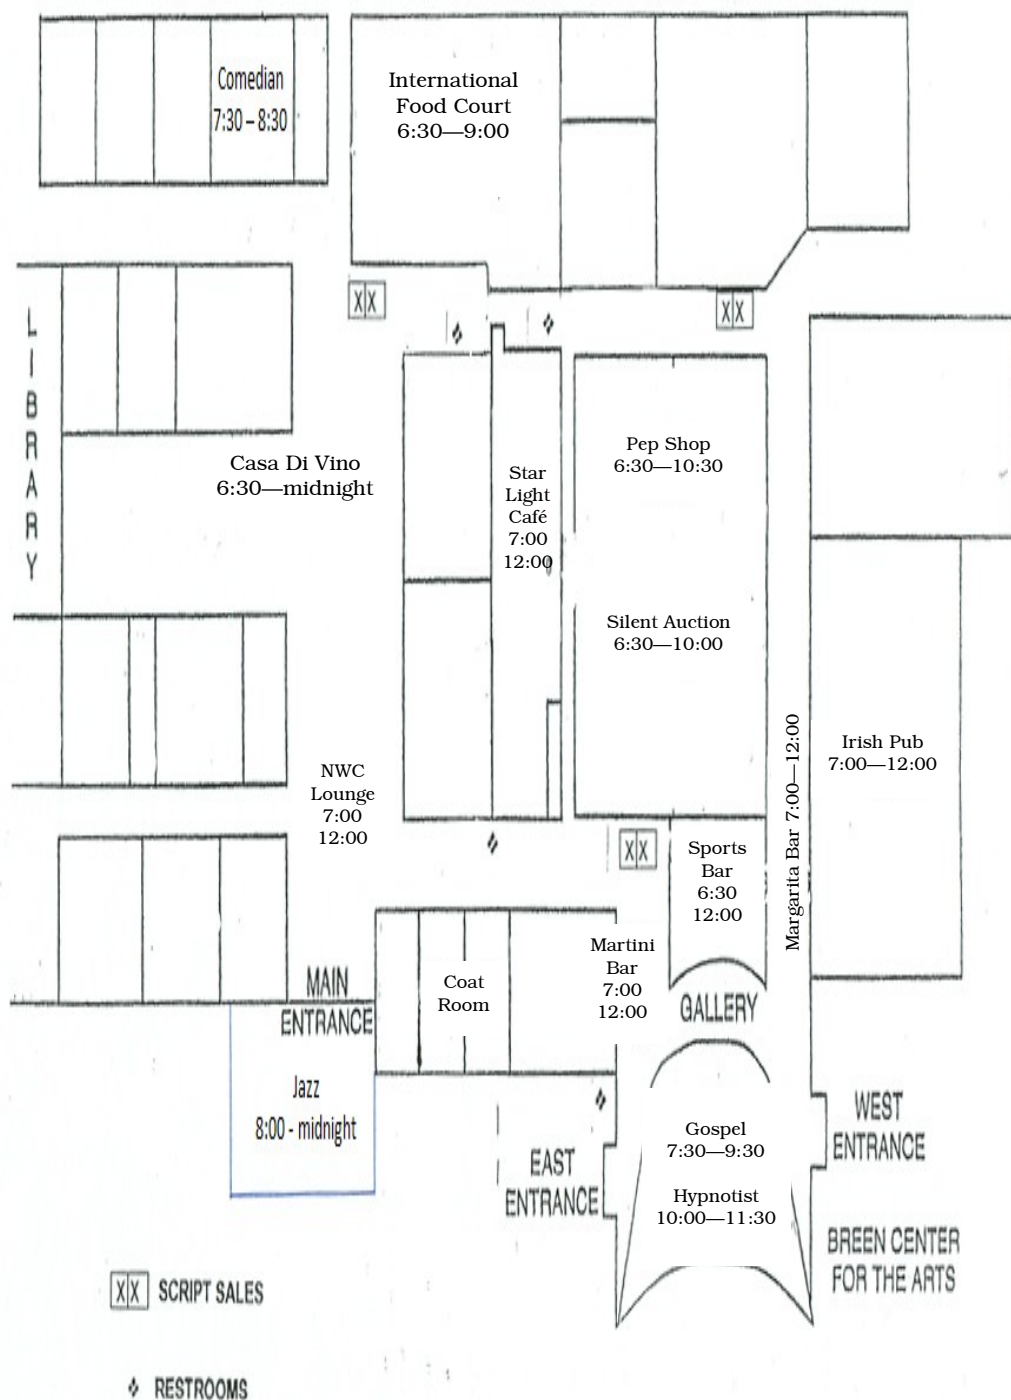 Comedian
7:30 – 8:30
International
Food Court
6:30—9:00
XX
XX
LIBRARY
Casa Di Vino
6:30—midnight
Star
Light
Café
7:00
12:00
Pep Shop
6:30—10:30
Silent Auction
6:30—10:00
Margarita Bar 7:00—12:00
Irish Pub
7:00—12:00
NWC
Lounge
7:00
12:00
XX
Sports
Bar
6:30
12:00
Martini
Bar
7:00
12:00
Coat
Room
GALLERY
MAIN
ENTRANCE
Jazz
8:00 - midnight
EAST
ENTRANCE
Gospel
7:30—9:30
Hypnotist
10:00—11:30
WEST
ENTRANCE
BREEN CENTER
FOR THE ARTS
XX SCRIPT SALES
RESTROOMS